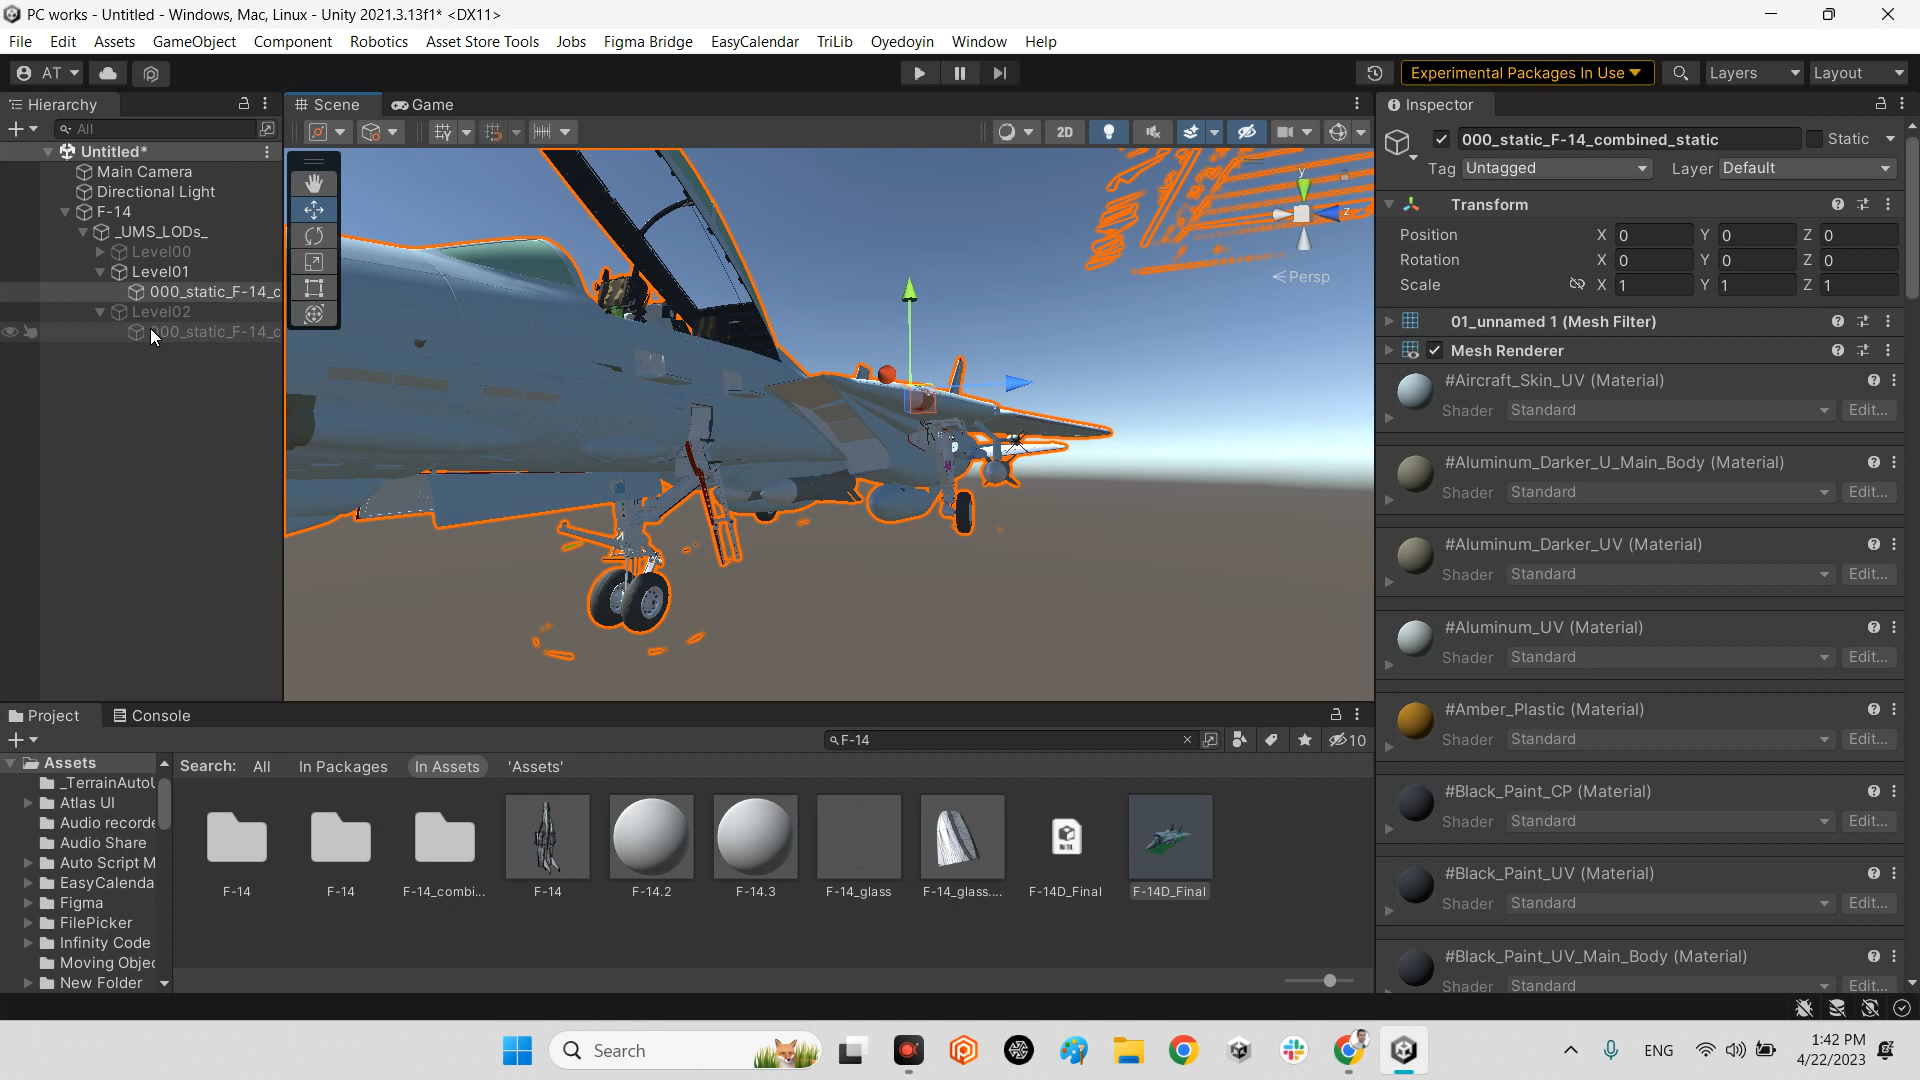 PC works - Untitled - Windows, Mac, Linux - Unity 2021.3.13f1* <DX11>
File Edit Assets GameObject Component Robotics Asset Store Tools Jobs Figma Bridge EasyCalendar TriLib Oyedoyin Window Help
AT Experimental Packages In Use Layers Layout
Hierarchy
All
Untitled*
Main Camera
Directional Light
F-14
_UMS_LODs_
Level00
Level01
000_static_F-14_c
Level02
000_static_F-14_c
Scene Game
2D
y
z
Persp
Inspector
000_static_F-14_combined_static Static
Tag Untagged Layer Default
Transform
Position X 0 Y 0 Z 0
Rotation X 0 Y 0 Z 0
Scale X 1 Y 1 Z 1
01_unnamed 1 (Mesh Filter)
Mesh Renderer
#Aircraft_Skin_UV (Material)
Shader Standard Edit...
#Aluminum_Darker_U_Main_Body (Material)
Shader Standard Edit...
#Aluminum_Darker_UV (Material)
Shader Standard Edit...
#Aluminum_UV (Material)
Shader Standard Edit...
#Amber_Plastic (Material)
Shader Standard Edit...
#Black_Paint_CP (Material)
Shader Standard Edit...
#Black_Paint_UV (Material)
Shader Standard Edit...
#Black_Paint_UV_Main_Body (Material)
Shader Standard Edit...
Project Console
F-14
10
Assets
_TerrainAutoU
Atlas UI
Audio recorde
Audio Share
Auto Script M
EasyCalenda
Figma
FilePicker
Infinity Code
Moving Objec
New Folder
Search: All In Packages In Assets 'Assets'
F-14 F-14 F-14_combi... F-14 F-14.2 F-14.3 F-14_glass F-14_glass.... F-14D_Final F-14D_Final
Search
ENG
1:42 PM
4/22/2023